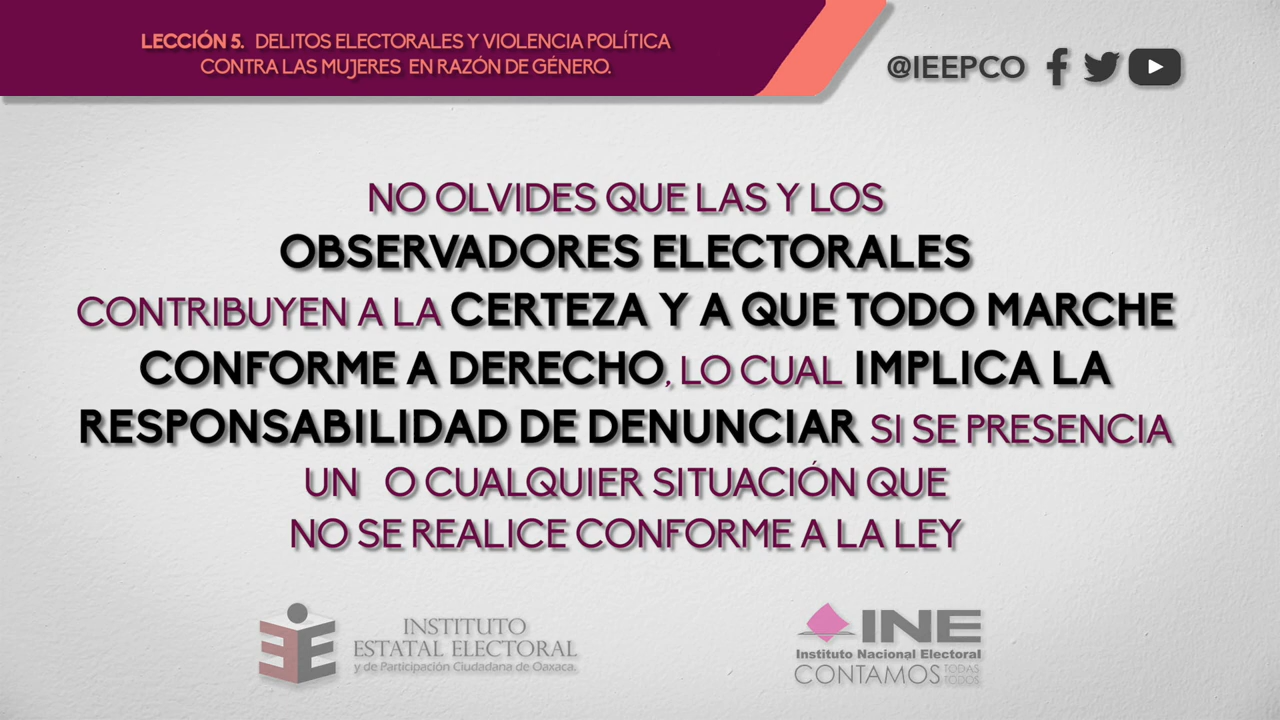 LECCIÓN 5. DELITOS ELECTORALES Y VIOLENCIA POLÍTICA
CONTRA LAS MUJERES EN RAZÓN DE GÉNERO.
@IEEPCO
NO OLVIDES QUE LAS Y LOS
OBSERVADORES ELECTORALES
CONTRIBUYEN A LA CERTEZA Y A QUE TODO MARCHE
CONFORME A DERECHO, LO CUAL IMPLICA LA
RESPONSABILIDAD DE DENUNCIAR SI SE PRESENCIA
UN O CUALQUIER SITUACIÓN QUE
NO SE REALICE CONFORME A LA LEY
INSTITUTO
ESTATAL ELECTORAL
y de Participación Ciudadana de Oaxaca.
INE
Instituto Nacional Electoral
CONTAMOS TODAS
TODOS